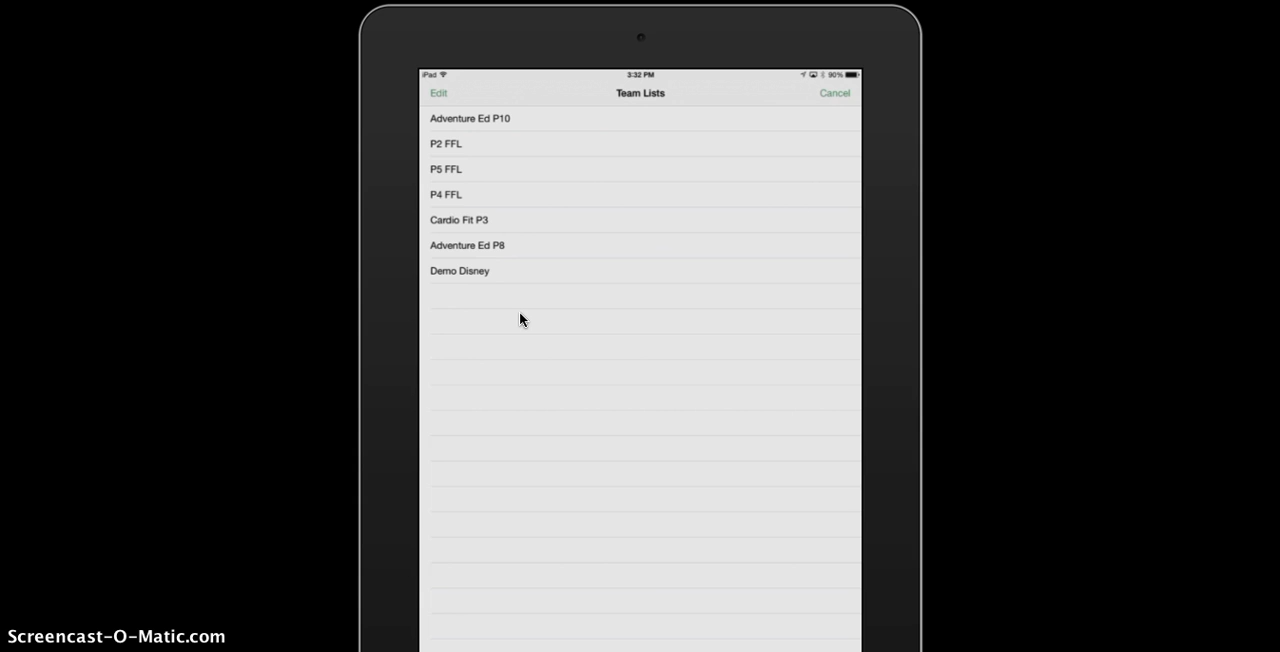 iPad
3:32 PM
90%
Edit
Team Lists
Cancel
Adventure Ed P10
P2 FFL
P5 FFL
P4 FFL
Cardio Fit P3
Adventure Ed P8
Demo Disney
Screencast-O-Matic.com